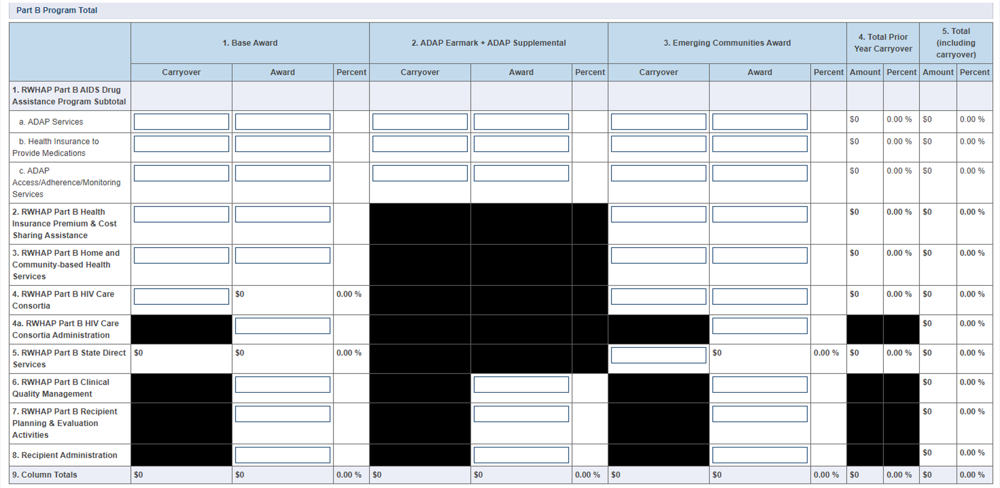 Part B Program Total
1. Base Award
2. ADAP Earmark + ADAP Supplemental
3. Emerging Communities Award
4. Total Prior
Year Carryover
5. Total
(including
carryover)
Carryover Award Percent Carryover Award Percent Carryover Award Percent Amount Percent Amount Percent
1. RWHAP Part B AIDS Drug
Assistance Program Subtotal
a. ADAP Services $0 0.00 % $0 0.00 %
b. Health Insurance to $0 0.00 % $0 0.00 %
Provide Medications
c. ADAP $0 0.00 % $0 0.00 %
Access/Adherence/Monitoring
Services
2. RWHAP Part B Health $0 0.00 % $0 0.00 %
Insurance Premium & Cost
Sharing Assistance
3. RWHAP Part B Home and $0 0.00 % $0 0.00 %
Community-based Health
Services
4. RWHAP Part B HIV Care $0 0.00 % $0 0.00 % $0 0.00 %
Consortia
4a. RWHAP Part B HIV Care $0 0.00 %
Consortia Administration
5. RWHAP Part B State Direct $0 $0 0.00 % $0 0.00 % $0 0.00 % $0 0.00 %
Services
6. RWHAP Part B Clinical $0 0.00 %
Quality Management
7. RWHAP Part B Recipient $0 0.00 %
Planning & Evaluation
Activities
8. Recipient Administration $0 0.00 %
9. Column Totals $0 $0 0.00 % $0 $0 0.00 % $0 $0 0.00 % $0 0.00 % $0 0.00 %